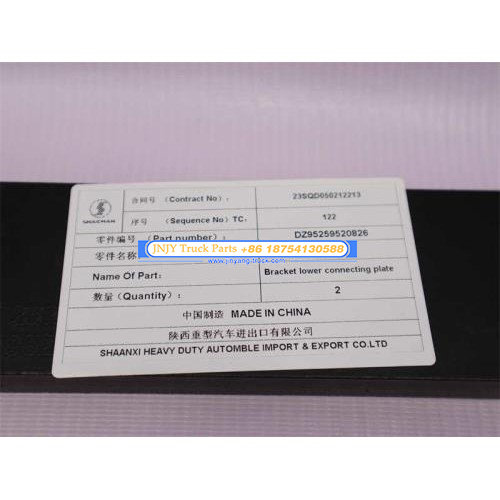 SHACMAN
合同号 (Contract No): 23SQD050212213
序号 (Sequence No) TC: 122
零件编号 (Part number): DZ95259520826
零件名称
JNJY Truck Parts +86 18754130588
www.jnhyang-truck.com
Name Of Part: Bracket lower connecting plate
数量 (Quantity): 2
中国制造 MADE IN CHINA
陕西重型汽车进出口有限公司
SHAANXI HEAVY DUTY AUTOMBLE IMPORT & EXPORT CO.LTD